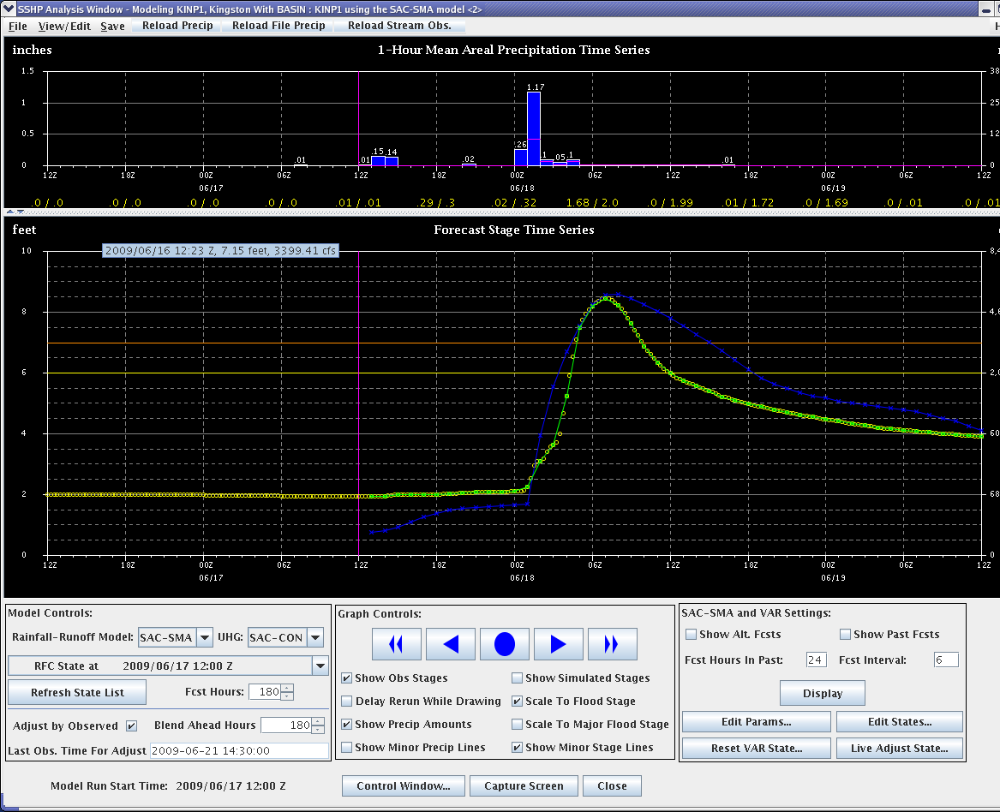 SSHP Analysis Window - Modeling KINP1, Kingston With BASIN : KINP1 using the SAC-SMA model <2>
File View/Edit Save Reload Precip Reload File Precip Reload Stream Obs.
inches 1-Hour Mean Areal Precipitation Time Series
1.5 38
1.17
1 25
0.5 12
.26
.01 .01 .15 .14 .02 .1 .05 .1 .01
0 0
12Z 18Z 00Z 06Z 12Z 18Z 00Z 06Z 12Z 18Z 00Z 06Z 12Z
06/17 06/18 06/19
.0 / .0 .0 / .0 .0 / .0 .0 / .0 .01 / .01 .29 / .3 .02 / .32 1.68 / 2.0 .0 / 1.99 .01 / 1.72 .0 / 1.69 .0 / .01 .0 / .01
feet Forecast Stage Time Series
10 2009/06/16 12:23 Z, 7.15 feet, 3399.41 cfs 8,4
8 4,6
6 2,0
4 60
2 68
0 0
12Z 18Z 00Z 06Z 12Z 18Z 00Z 06Z 12Z 18Z 00Z 06Z 12Z
06/17 06/18 06/19
Model Controls:
Rainfall-Runoff Model: SAC-SMA UHG: SAC-CON
RFC State at 2009/06/17 12:00 Z
Refresh State List Fcst Hours: 180
Adjust by Observed Blend Ahead Hours 180
Last Obs. Time For Adjust 2009-06-21 14:30:00
Graph Controls:
Show Obs Stages Show Simulated Stages
Delay Rerun While Drawing Scale To Flood Stage
Show Precip Amounts Scale To Major Flood Stage
Show Minor Precip Lines Show Minor Stage Lines
SAC-SMA and VAR Settings:
Show Alt. Fcsts Show Past Fcsts
Fcst Hours In Past: 24 Fcst Interval: 6
Display
Edit Params... Edit States...
Reset VAR State... Live Adjust State...
Model Run Start Time: 2009/06/17 12:00 Z Control Window... Capture Screen Close